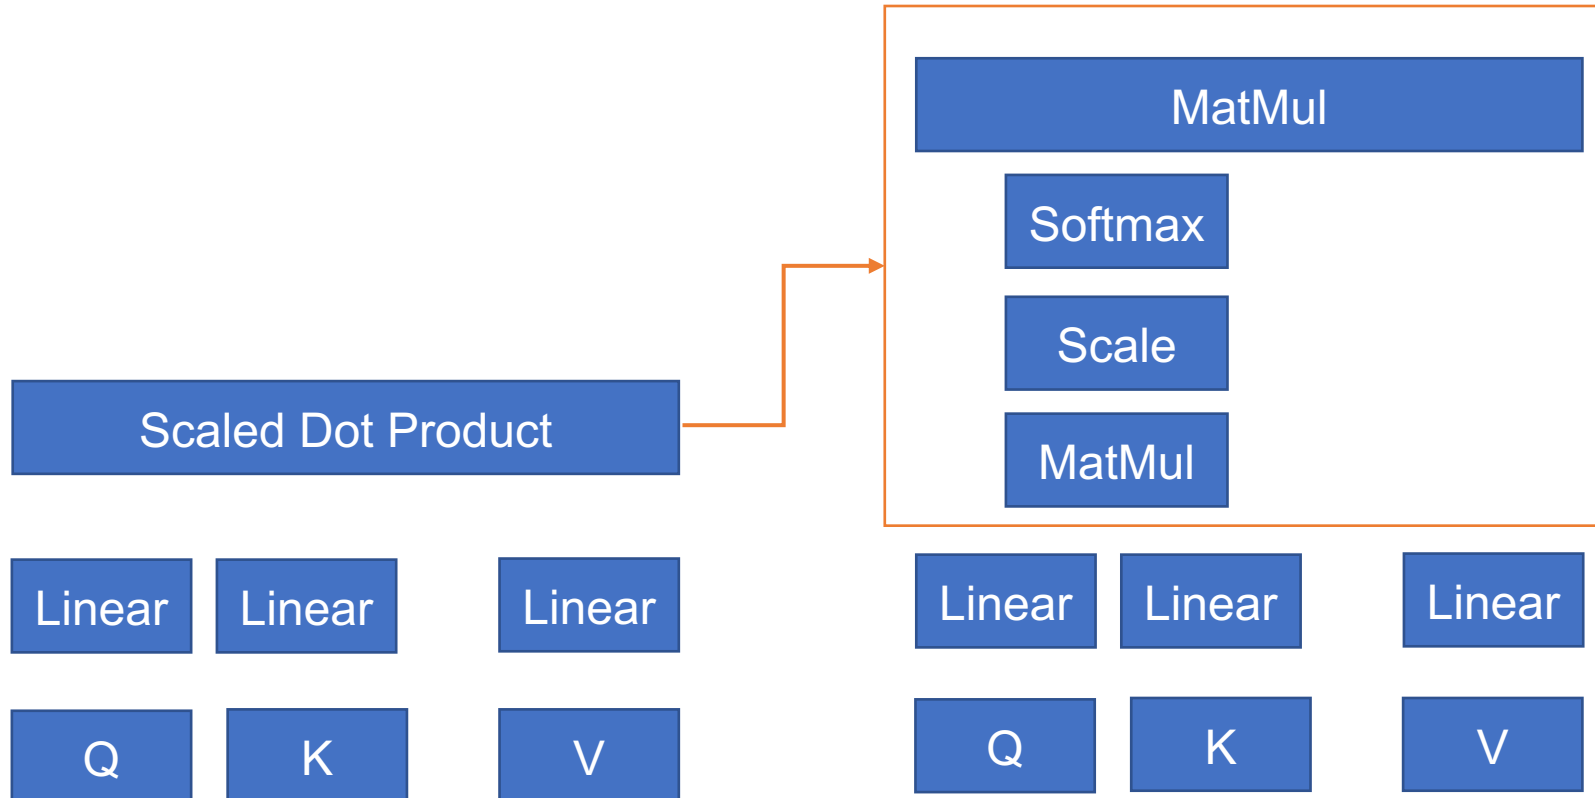 Scaled Dot Product
Linear
Linear
Linear
Q
K
V
MatMul
Softmax
Scale
MatMul
Linear
Linear
Linear
Q
K
V